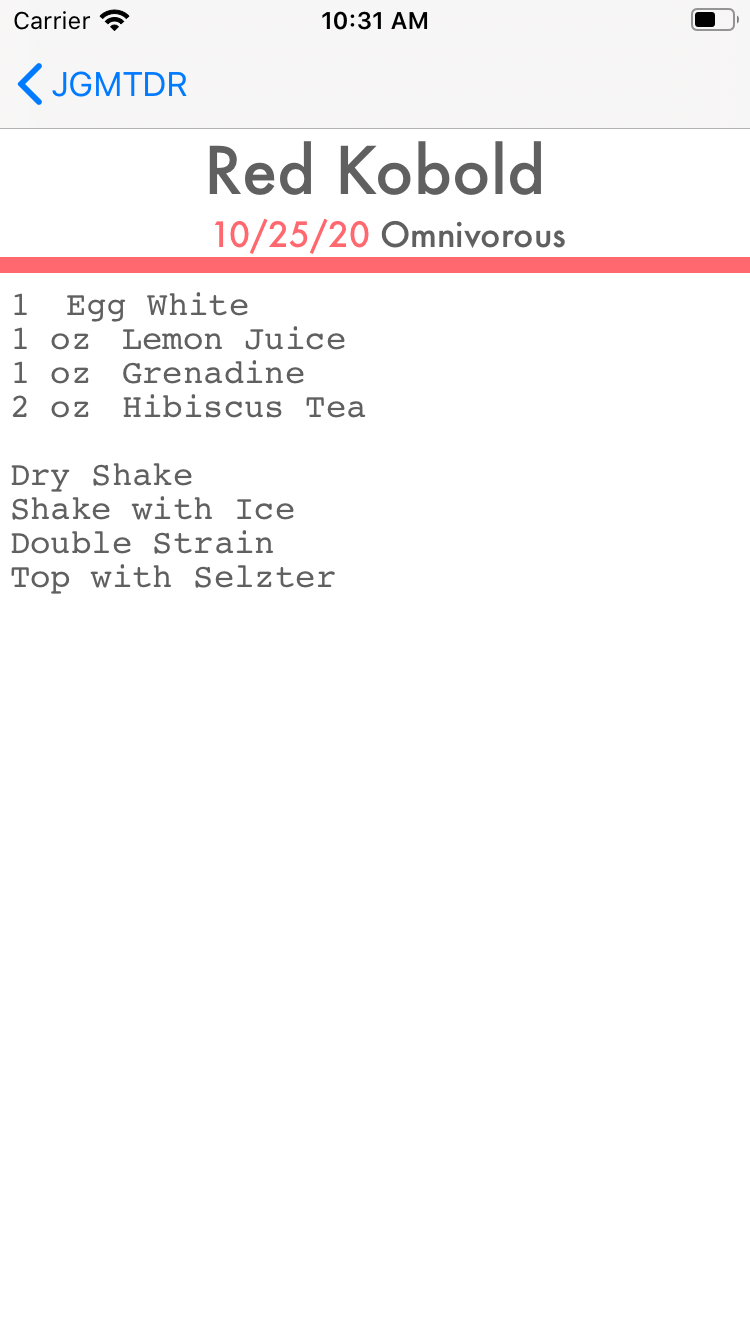 Carrier 10:31 AM
JGMTDR
Red Kobold
10/25/20 Omnivorous
1  Egg White
1 oz  Lemon Juice
1 oz  Grenadine
2 oz  Hibiscus Tea

Dry Shake
Shake with Ice
Double Strain
Top with Selzter